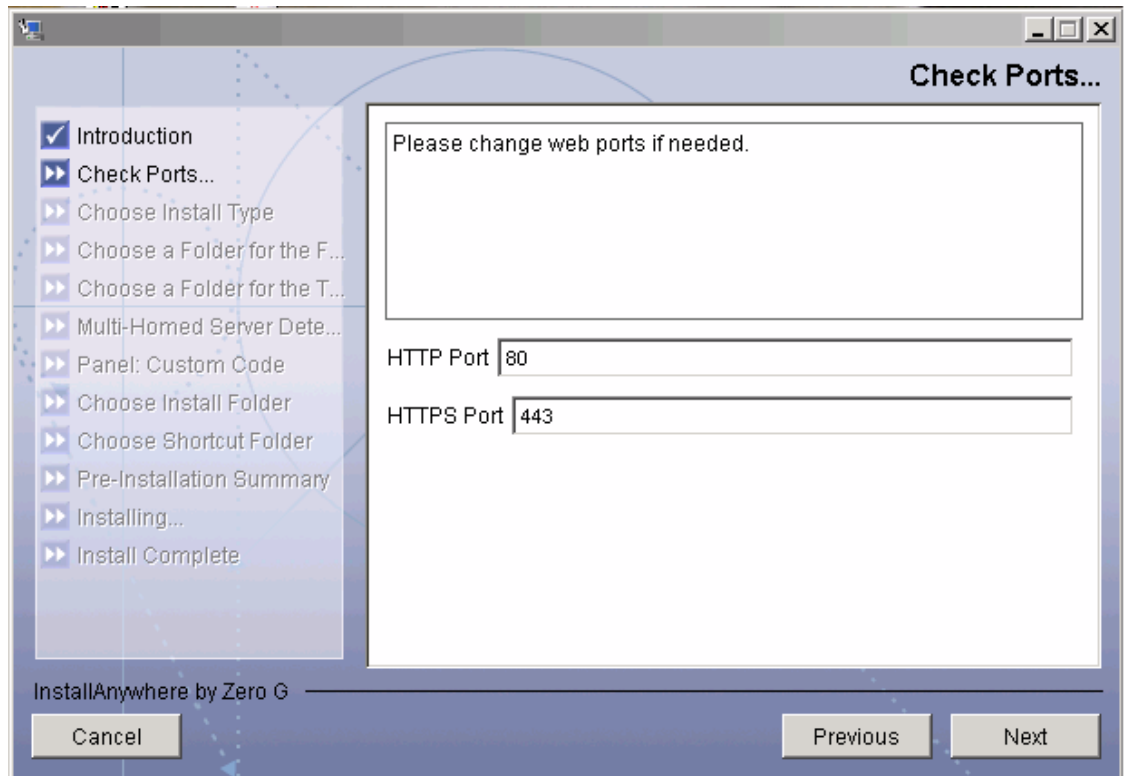 Check Ports...
Introduction
Check Ports...
Choose Install Type
Choose a Folder for the F...
Choose a Folder for the T...
Multi-Homed Server Dete...
Panel: Custom Code
Choose Install Folder
Choose Shortcut Folder
Pre-Installation Summary
Installing...
Install Complete
Please change web ports if needed.
HTTP Port 80
HTTPS Port 443
InstallAnywhere by Zero G
Cancel Previous Next